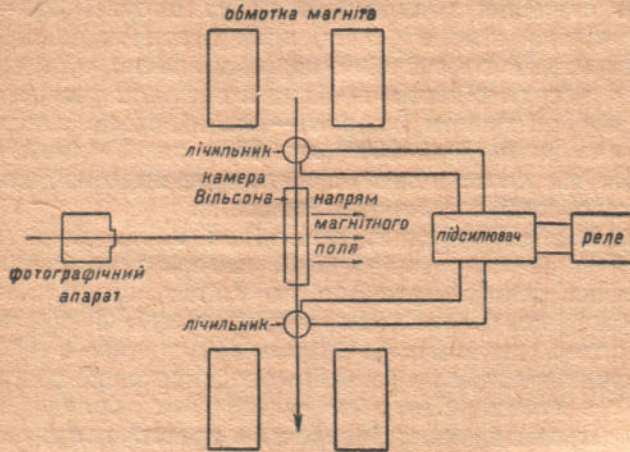 обмотка магніта
лічильник
камера
Вільсона
напрям
магнітного
поля
підсилювач
реле
фотографічний
апарат
лічильник